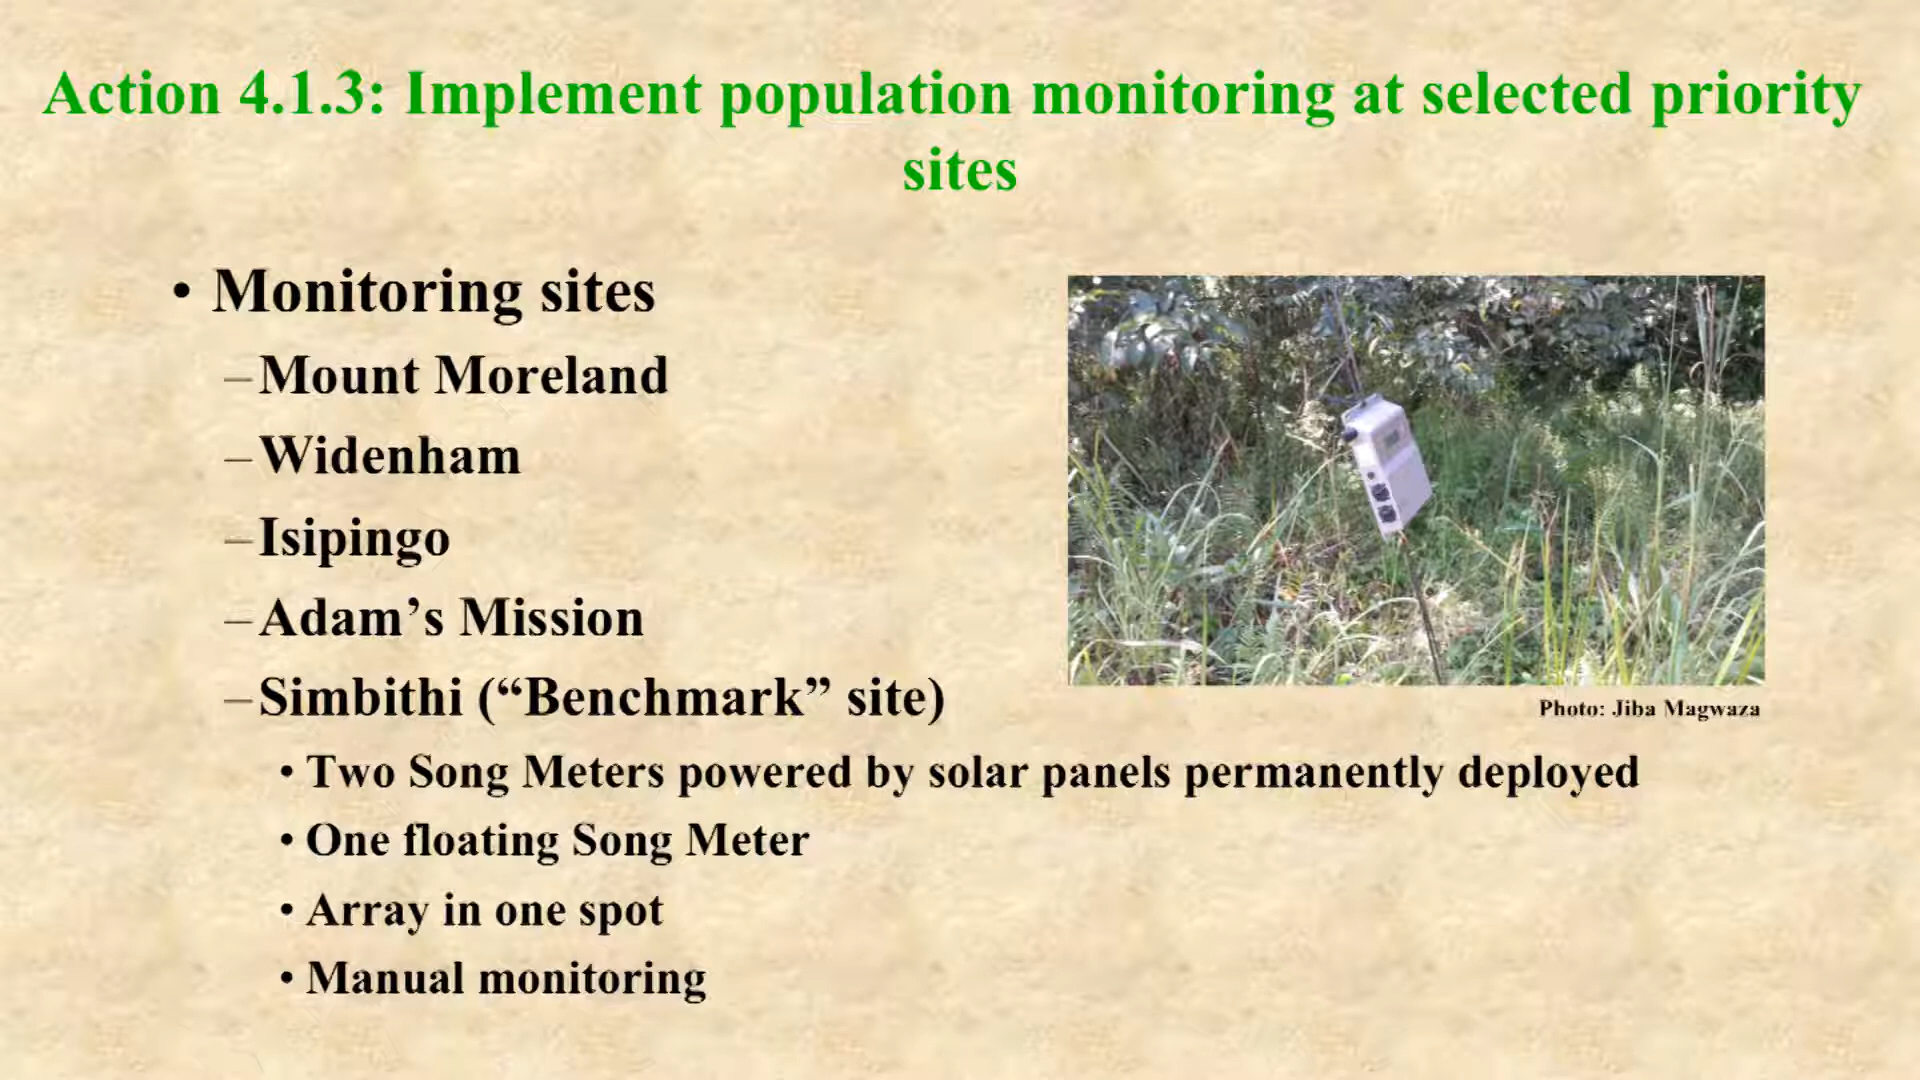 Action 4.1.3: Implement population monitoring at selected priority
sites
• Monitoring sites
– Mount Moreland
– Widenham
– Isipingo
– Adam’s Mission
– Simbithi (“Benchmark” site)
Photo: Jiba Magwaza
• Two Song Meters powered by solar panels permanently deployed
• One floating Song Meter
• Array in one spot
• Manual monitoring